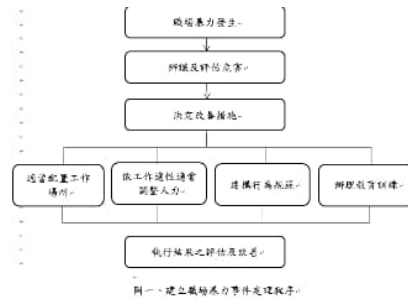 職場暴力發生
辨識及評估危害
決定改善措施
適當配置工作
場所
依工作適性適當
調整人力
建構行為規範
辦理教育訓練
執行結果之評估及改善
圖一、建立職場暴力事件處理程序